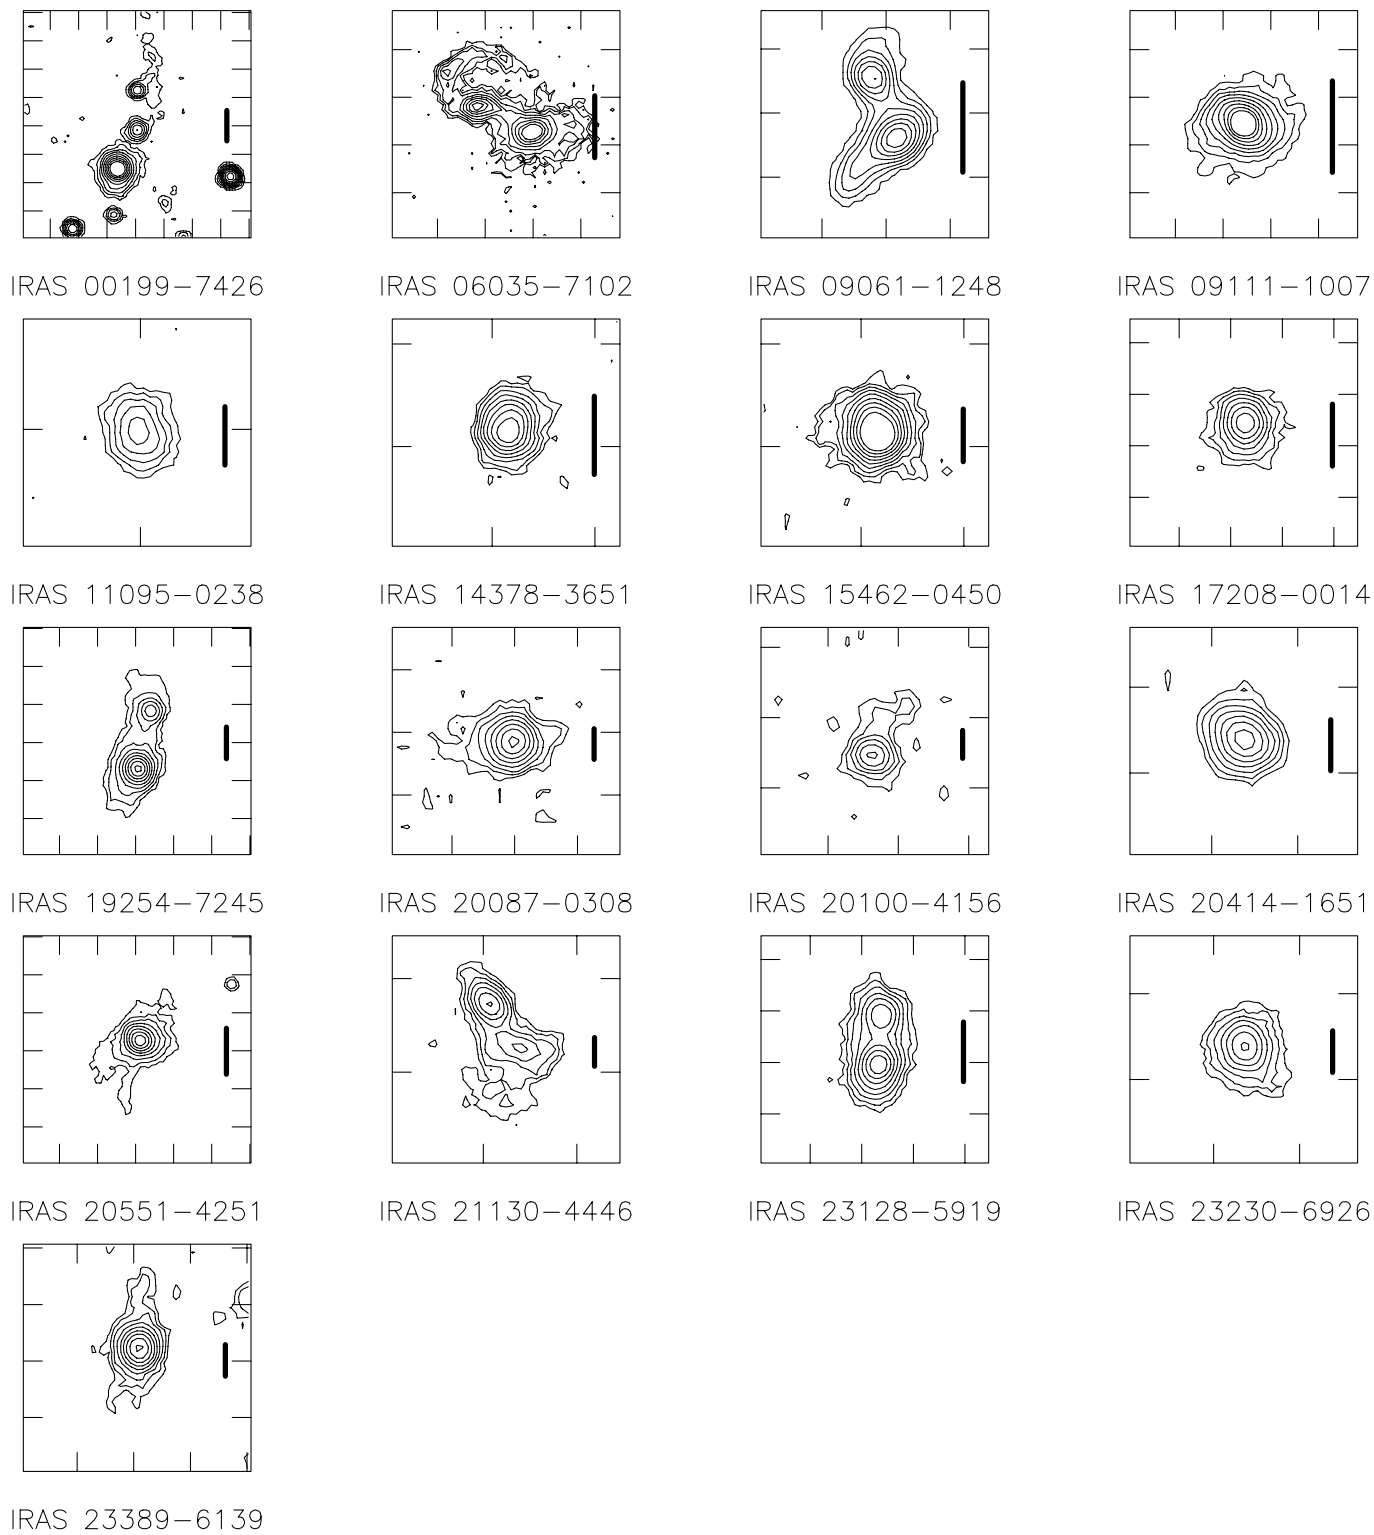 IRAS 00199-7426
IRAS 06035-7102
IRAS 09061-1248
IRAS 09111-1007
IRAS 11095-0238
IRAS 14378-3651
IRAS 15462-0450
IRAS 17208-0014
IRAS 19254-7245
IRAS 20087-0308
IRAS 20100-4156
IRAS 20414-1651
IRAS 20551-4251
IRAS 21130-4446
IRAS 23128-5919
IRAS 23230-6926
IRAS 23389-6139